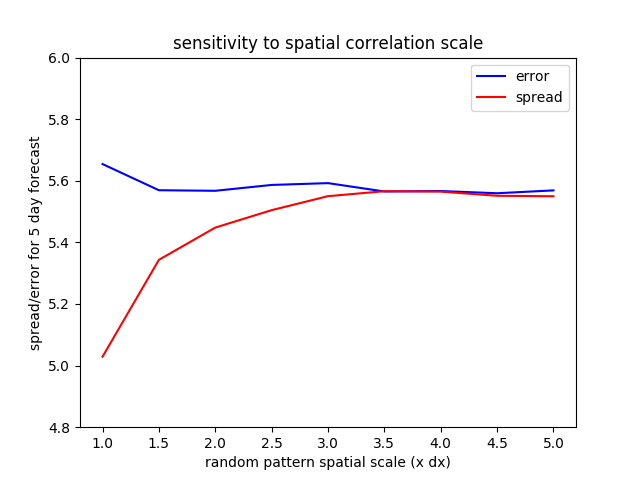 sensitivity to spatial correlation scale
error
spread
spread/error for 5 day forecast
6.0
5.8
5.6
5.4
5.2
5.0
4.8
1.0 1.5 2.0 2.5 3.0 3.5 4.0 4.5 5.0
random pattern spatial scale (x dx)